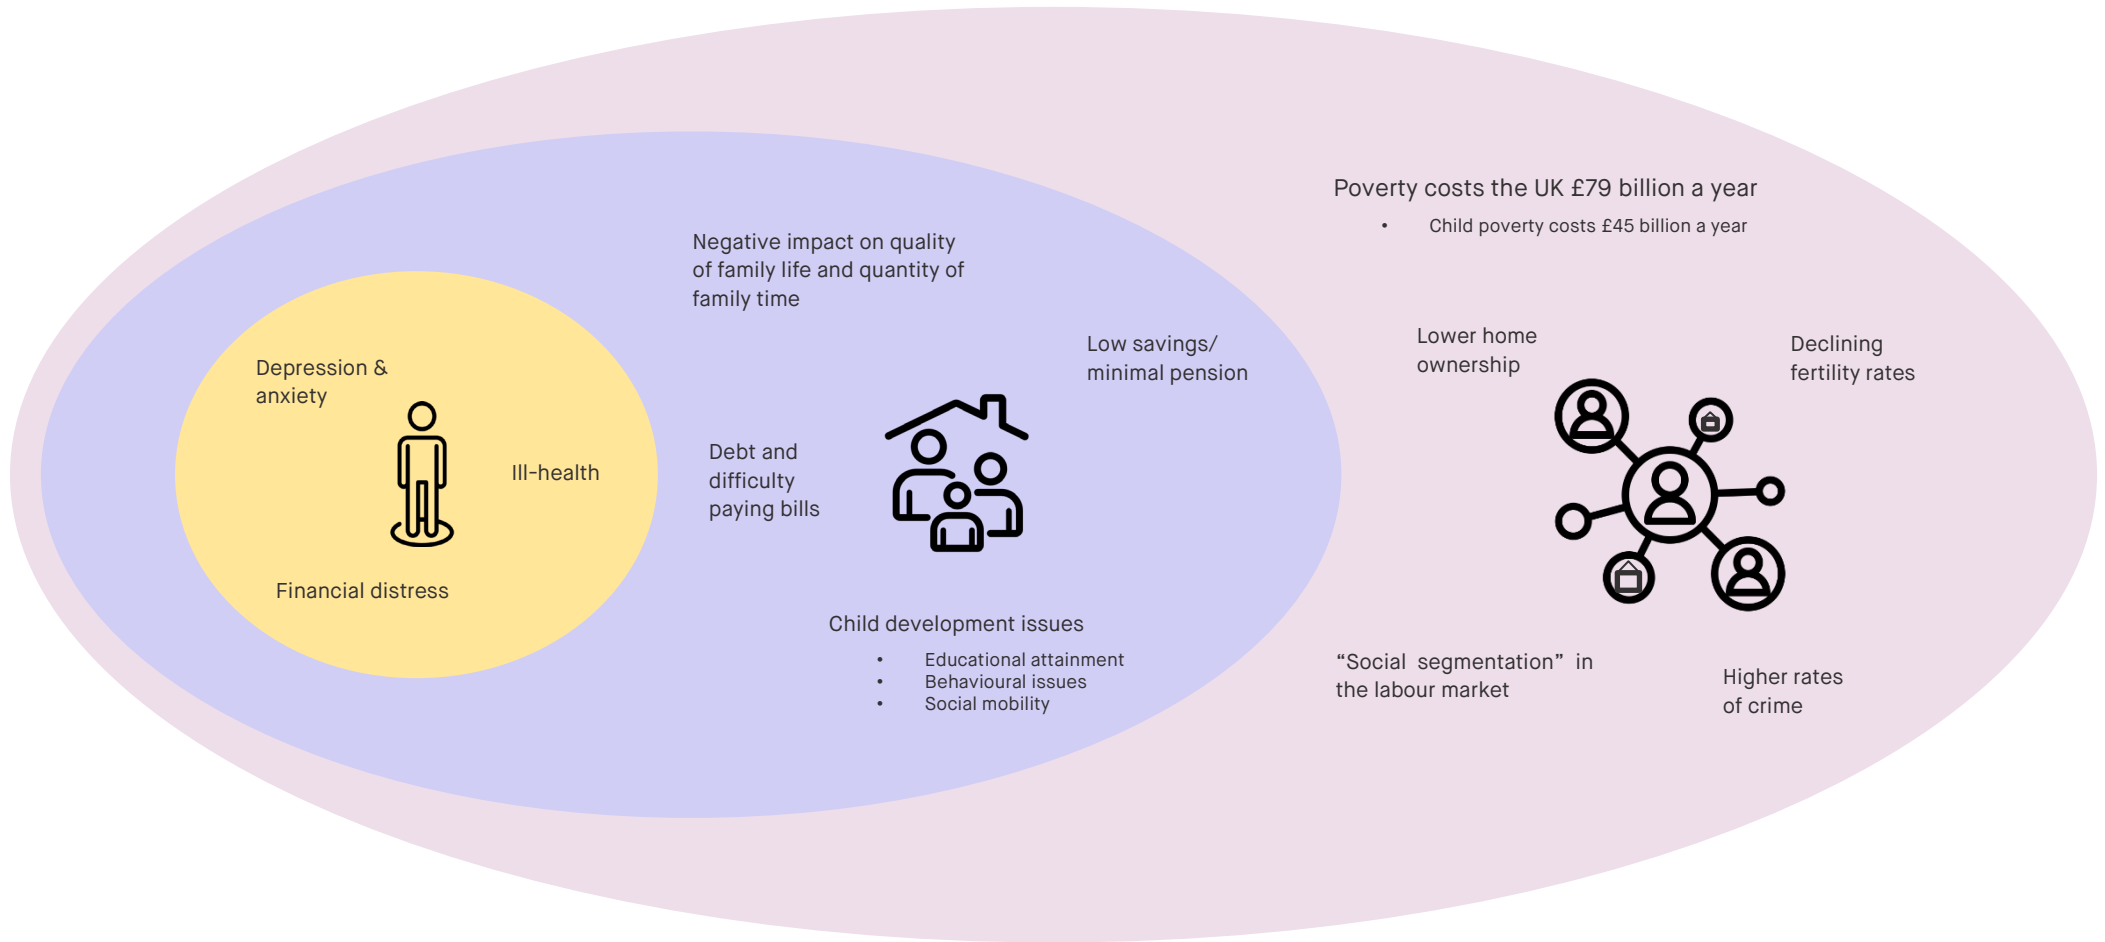 Depression &
anxiety
Ill-health
Financial distress
Negative impact on quality
of family life and quantity of
family time
Low savings/
minimal pension
Debt and
difficulty
paying bills
Child development issues
• Educational attainment
• Behavioural issues
• Social mobility
Poverty costs the UK £79 billion a year
• Child poverty costs £45 billion a year
Lower home
ownership
Declining
fertility rates
“Social segmentation” in
the labour market
Higher rates
of crime